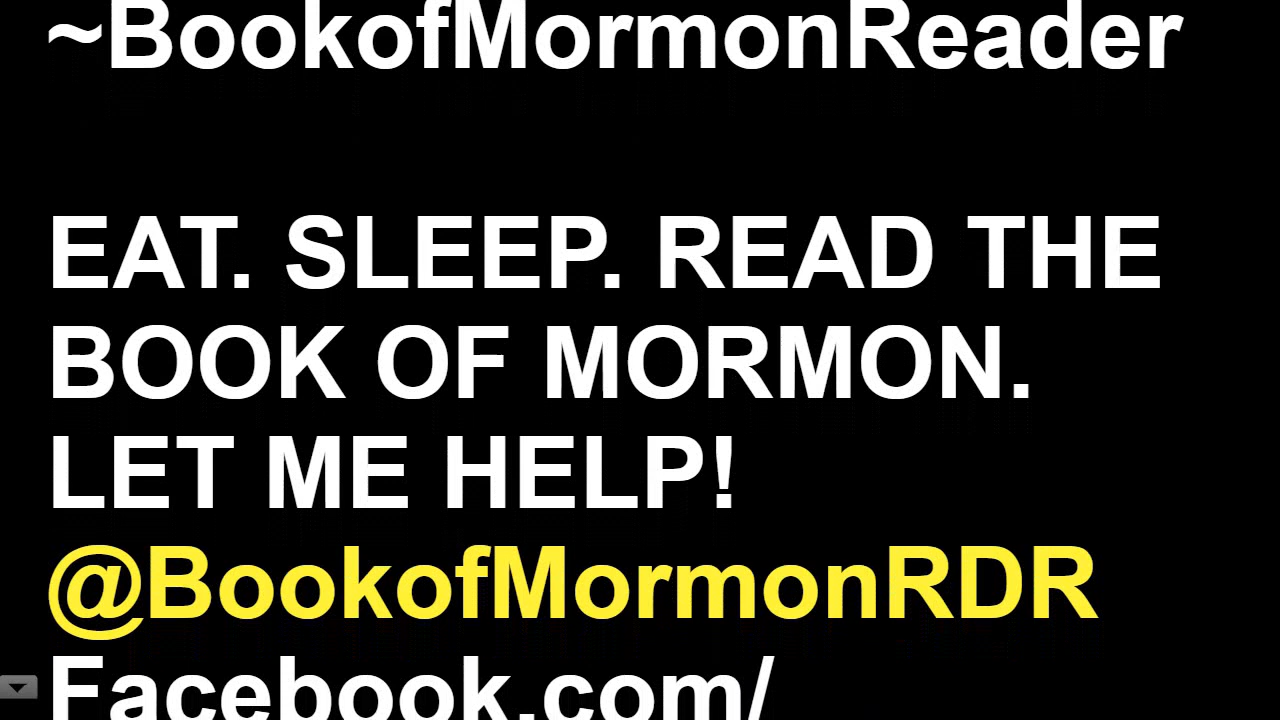 ~BookofMormonReader
EAT. SLEEP. READ THE
BOOK OF MORMON.
LET ME HELP!
@BookofMormonRDR
Facebook.com/